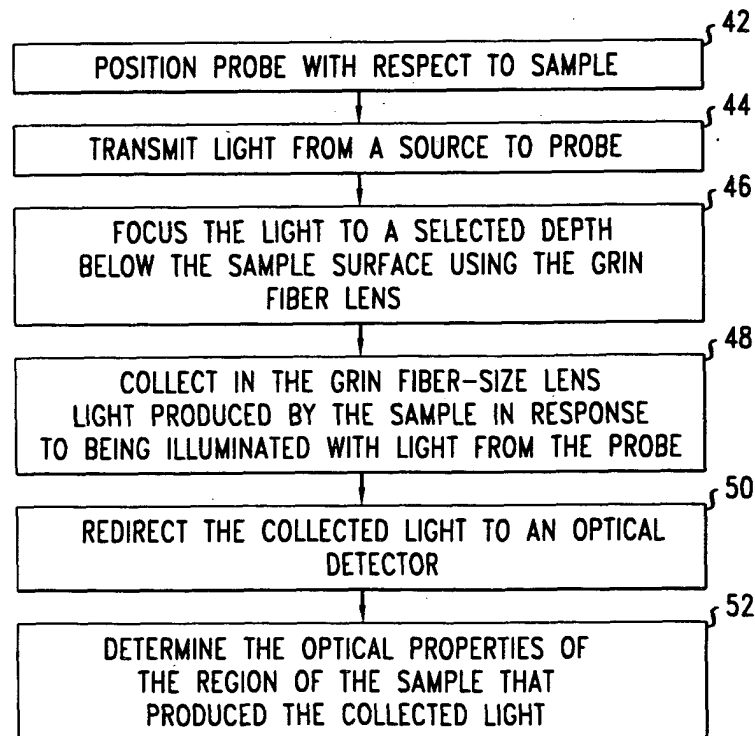 42
POSITION PROBE WITH RESPECT TO SAMPLE
44
TRANSMIT LIGHT FROM A SOURCE TO PROBE
46
FOCUS THE LIGHT TO A SELECTED DEPTH
BELOW THE SAMPLE SURFACE USING THE GRIN
FIBER LENS
48
COLLECT IN THE GRIN FIBER-SIZE LENS
LIGHT PRODUCED BY THE SAMPLE IN RESPONSE
TO BEING ILLUMINATED WITH LIGHT FROM THE PROBE
50
REDIRECT THE COLLECTED LIGHT TO AN OPTICAL
DETECTOR
52
DETERMINE THE OPTICAL PROPERTIES OF
THE REGION OF THE SAMPLE THAT
PRODUCED THE COLLECTED LIGHT